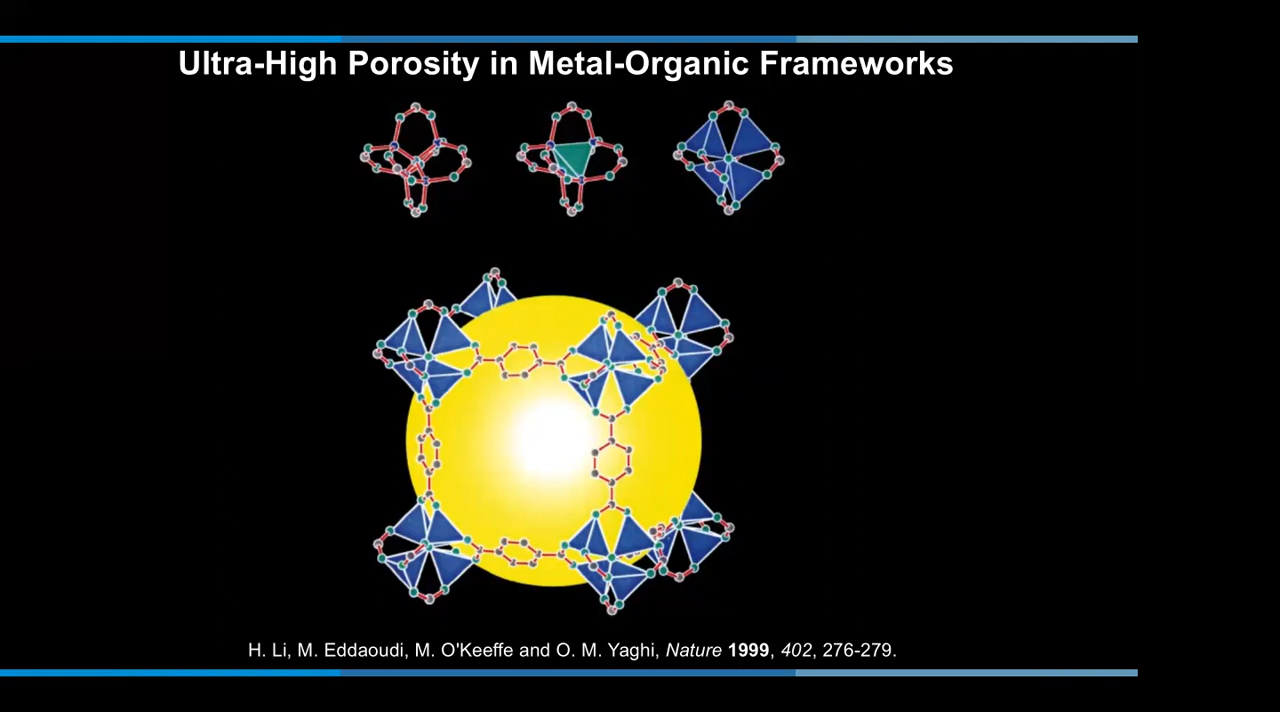 Ultra-High Porosity in Metal-Organic Frameworks
H. Li, M. Eddaoudi, M. O'Keeffe and O. M. Yaghi, Nature 1999, 402, 276-279.